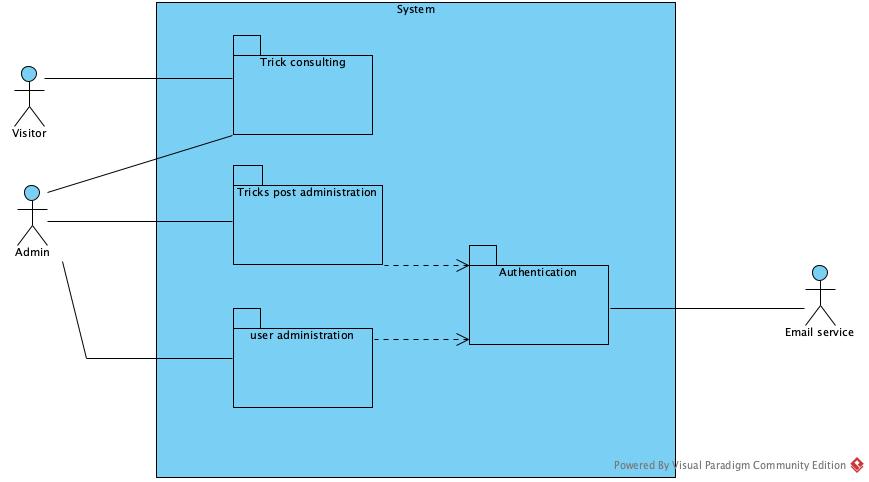 System
Trick consulting
Visitor
Tricks post administration
Admin
Authentication
user administration
Email service
Powered By Visual Paradigm Community Edition